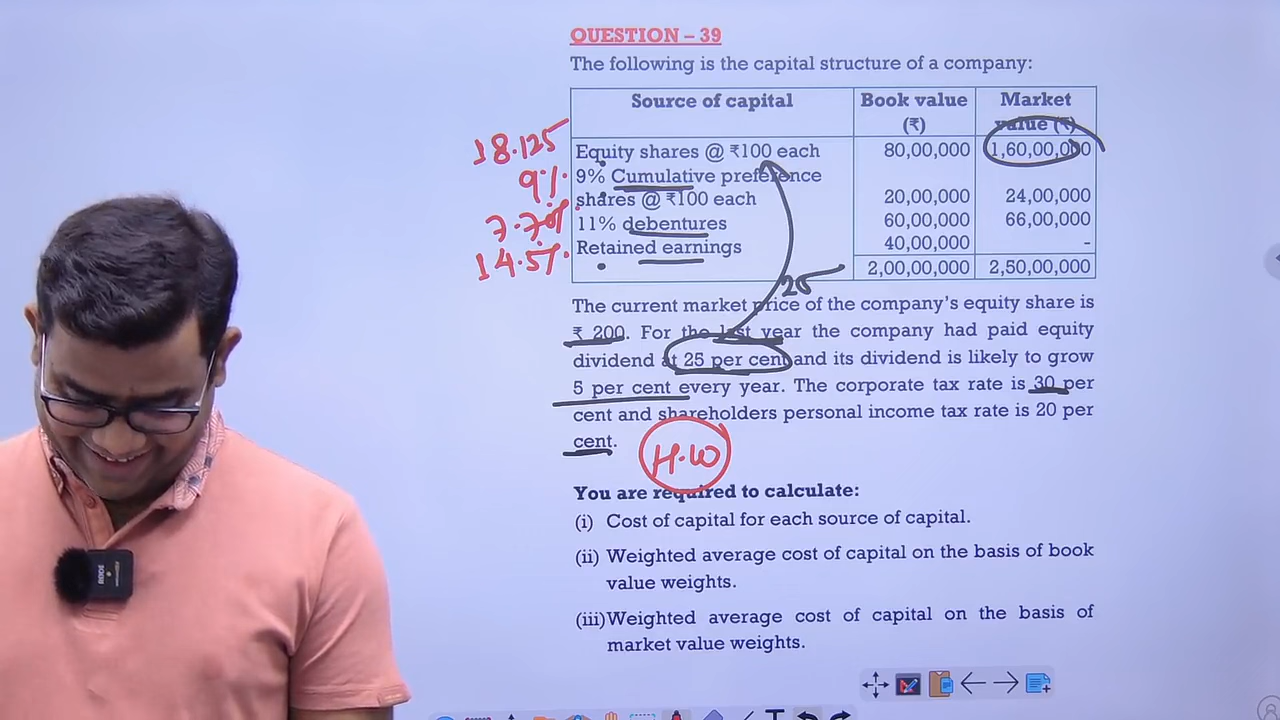 QUESTION – 39
The following is the capital structure of a company:
Source of capital Book value (₹) Market value (₹)
18.125 Equity shares @ ₹100 each 80,00,000 1,60,00,000
9% 9% Cumulative preference
shares @ ₹100 each 20,00,000 24,00,000
7.7% 11% debentures 60,00,000 66,00,000
14.5% Retained earnings 40,00,000 -
2,00,00,000 2,50,00,000
25
The current market price of the company's equity share is
₹ 200. For the last year the company had paid equity
dividend at 25 per cent and its dividend is likely to grow
5 per cent every year. The corporate tax rate is 30 per
cent and shareholders personal income tax rate is 20 per
cent.
H.W
You are required to calculate:
(i) Cost of capital for each source of capital.
(ii) Weighted average cost of capital on the basis of book
value weights.
(iii)Weighted average cost of capital on the basis of
market value weights.